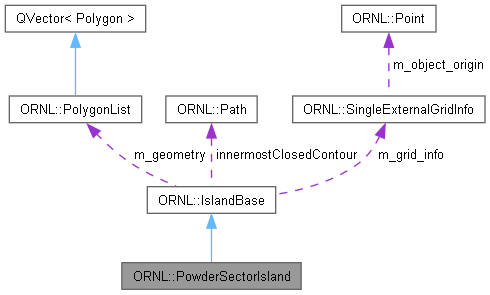 QVector< Polygon >
ORNL::Point
m_object_origin
ORNL::PolygonList
ORNL::Path
ORNL::SingleExternalGridInfo
m_geometry
innermostClosedContour
m_grid_info
ORNL::IslandBase
ORNL::PowderSectorIsland